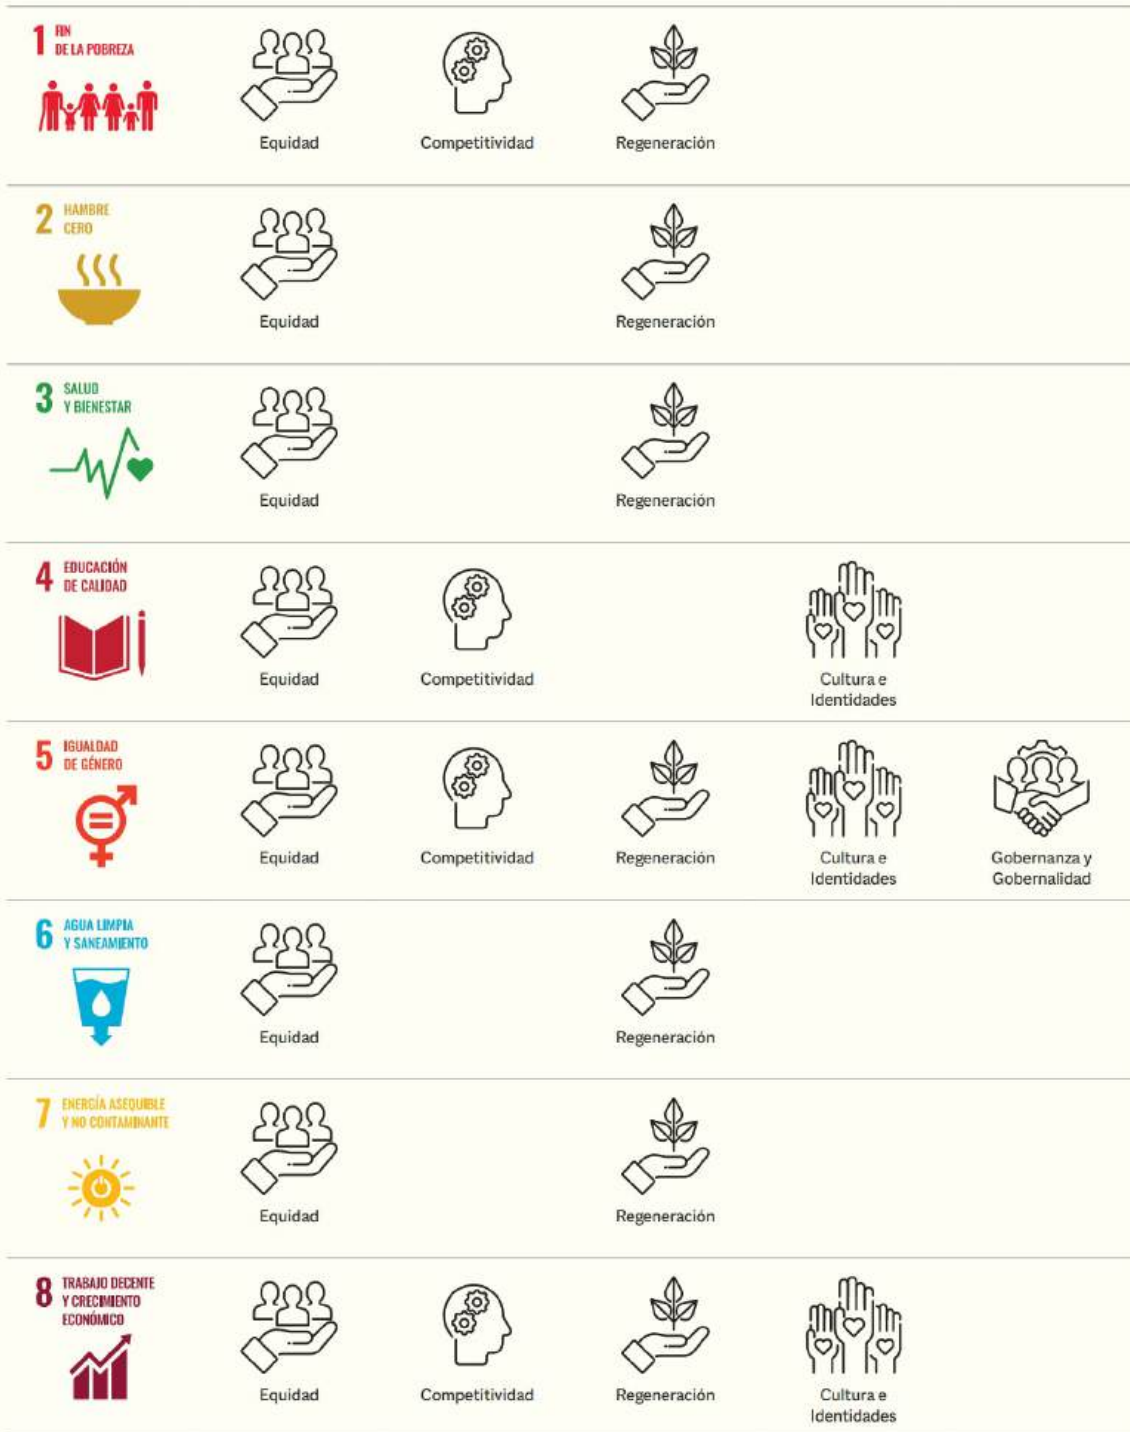 1 FIN
DE LA POBREZA
Equidad
Competitividad
Regeneración
2 HAMBRE
CERO
Equidad
Regeneración
3 SALUD
Y BIENESTAR
Equidad
Regeneración
4 EDUCACIÓN
DE CALIDAD
Equidad
Competitividad
Cultura e
Identidades
5 IGUALDAD
DE GÉNERO
Equidad
Competitividad
Regeneración
Cultura e
Identidades
Gobernanza y
Gobernalidad
6 AGUA LIMPIA
Y SANEAMIENTO
Equidad
Regeneración
7 ENERGÍA ASEQUIBLE
Y NO CONTAMINANTE
Equidad
Regeneración
8 TRABAJO DECENTE
Y CRECIMIENTO
ECONÓMICO
Equidad
Competitividad
Regeneración
Cultura e
Identidades